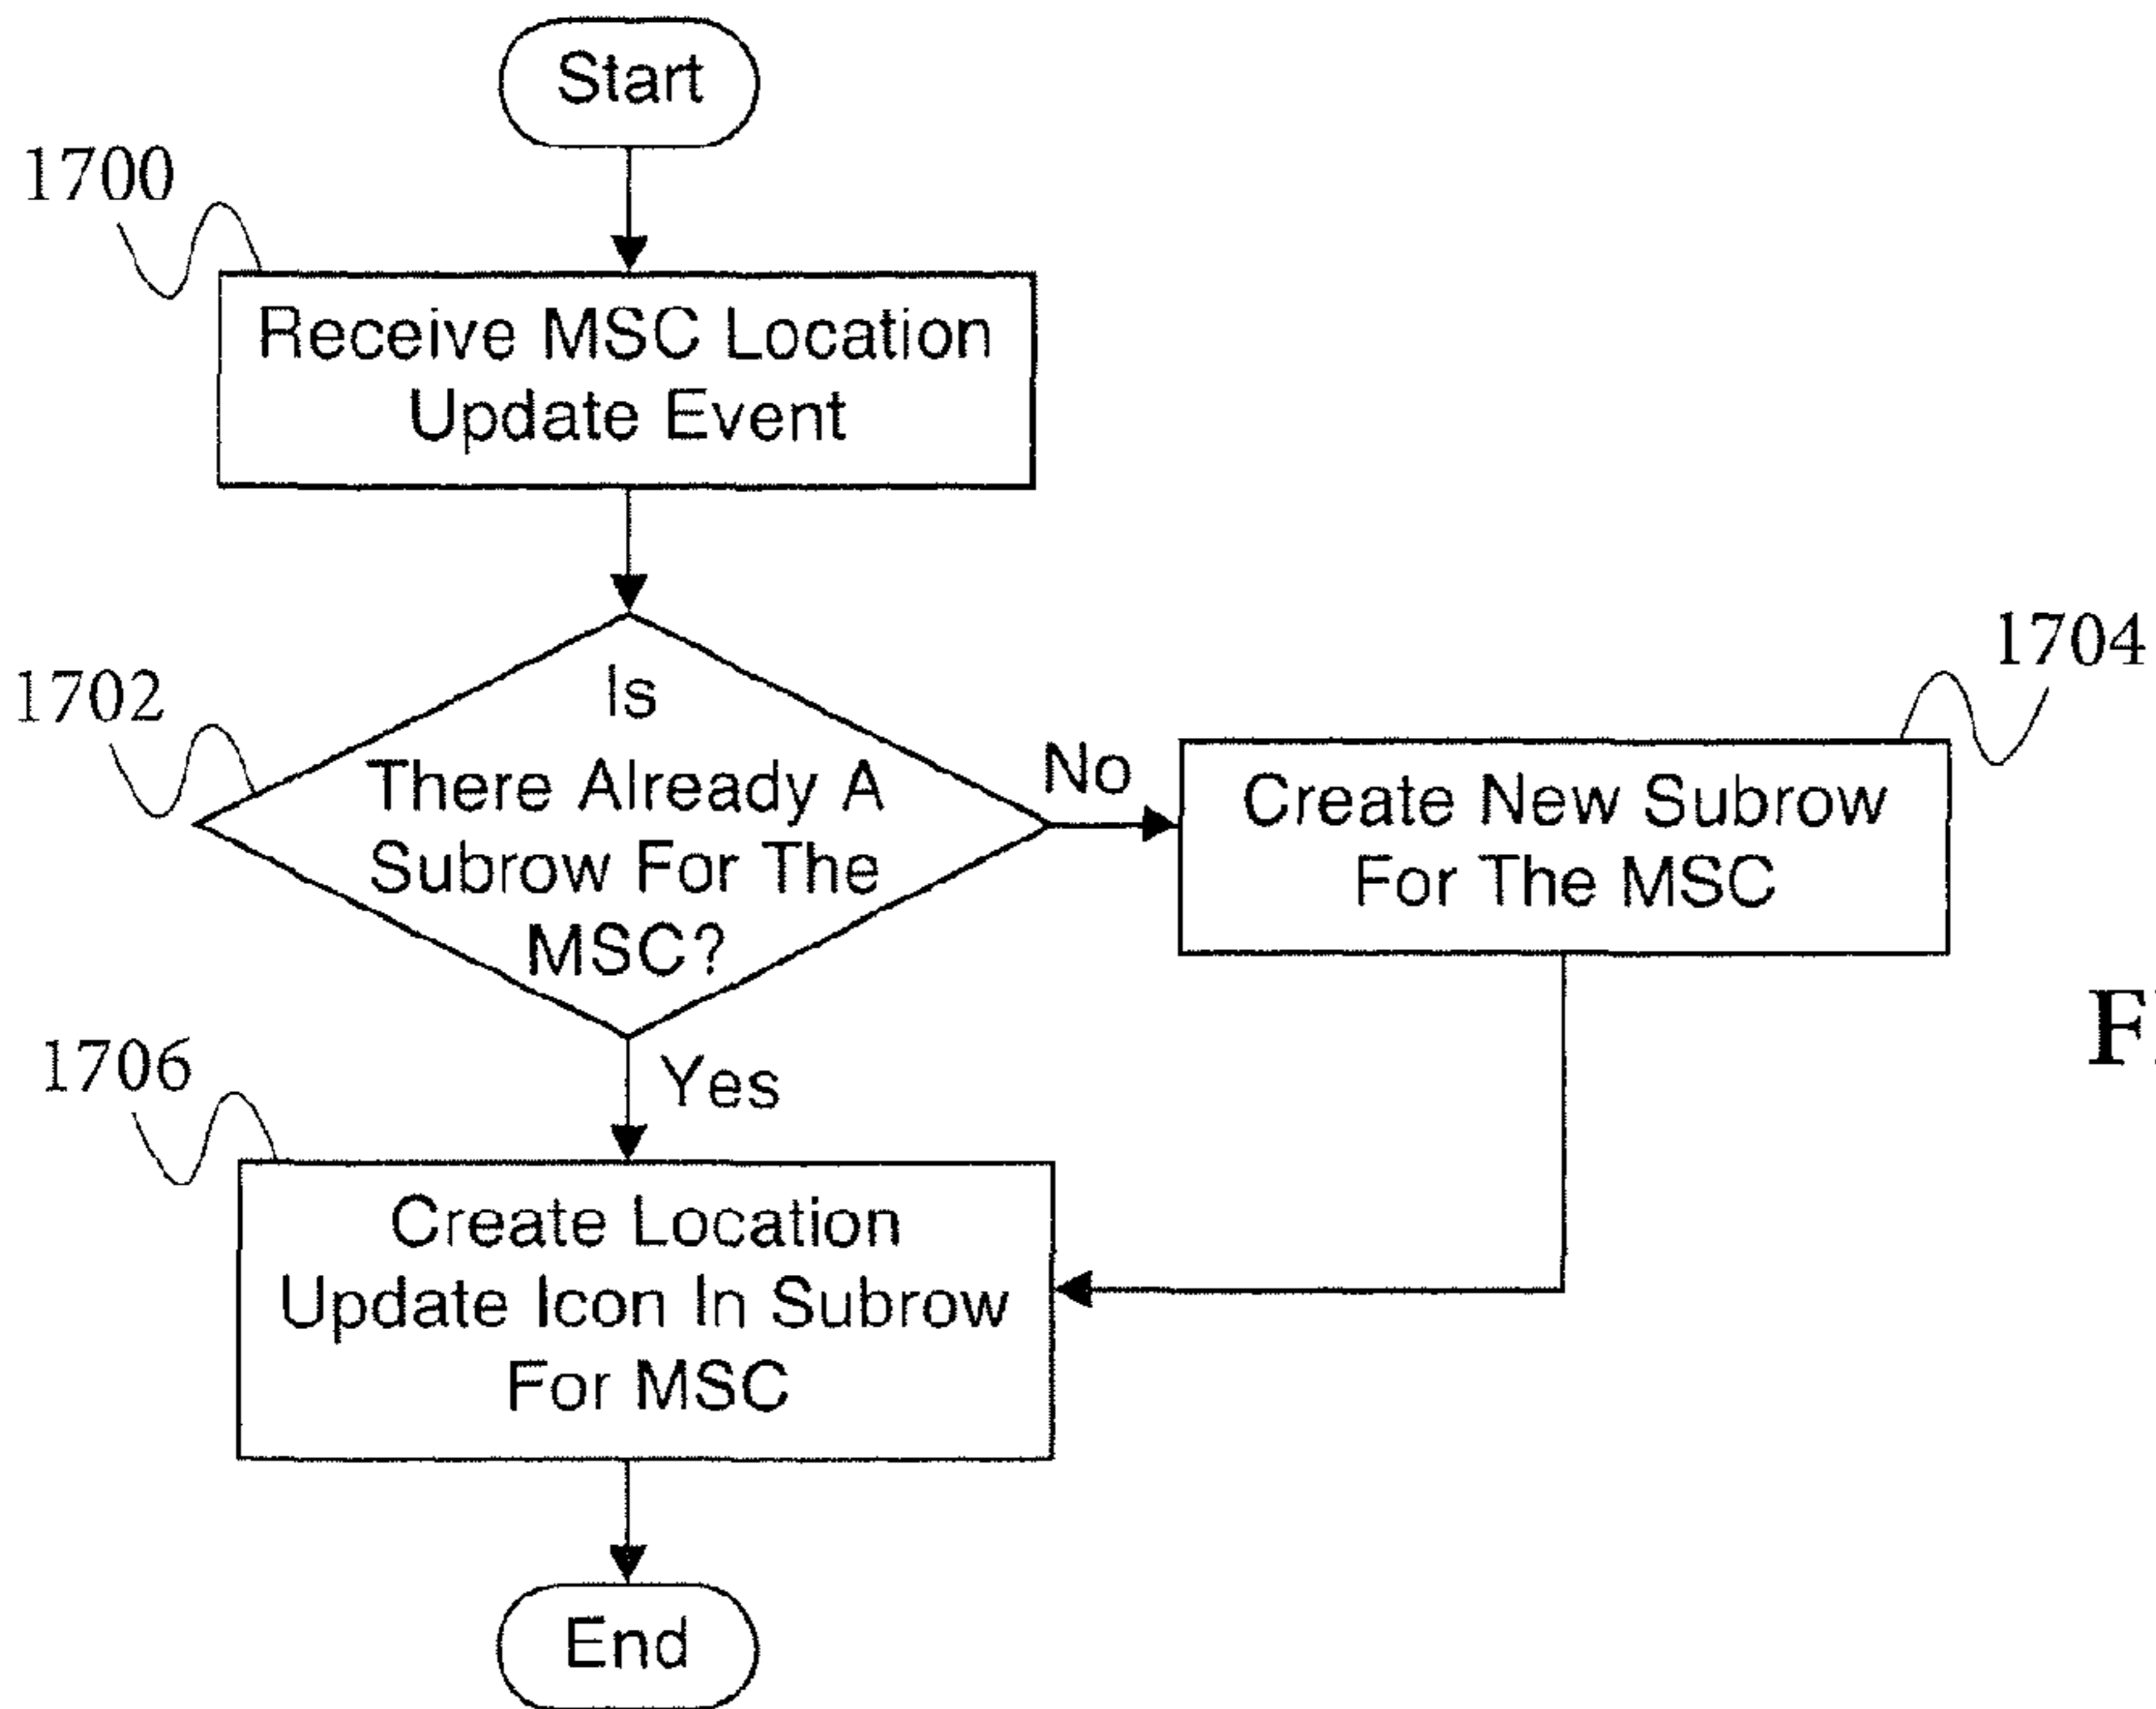 Start
1700
Receive MSC Location
Update Event
1702
Is
There Already A
Subrow For The
MSC?
No
1704
Create New Subrow
For The MSC
Yes
1706
Create Location
Update Icon In Subrow
For MSC
End